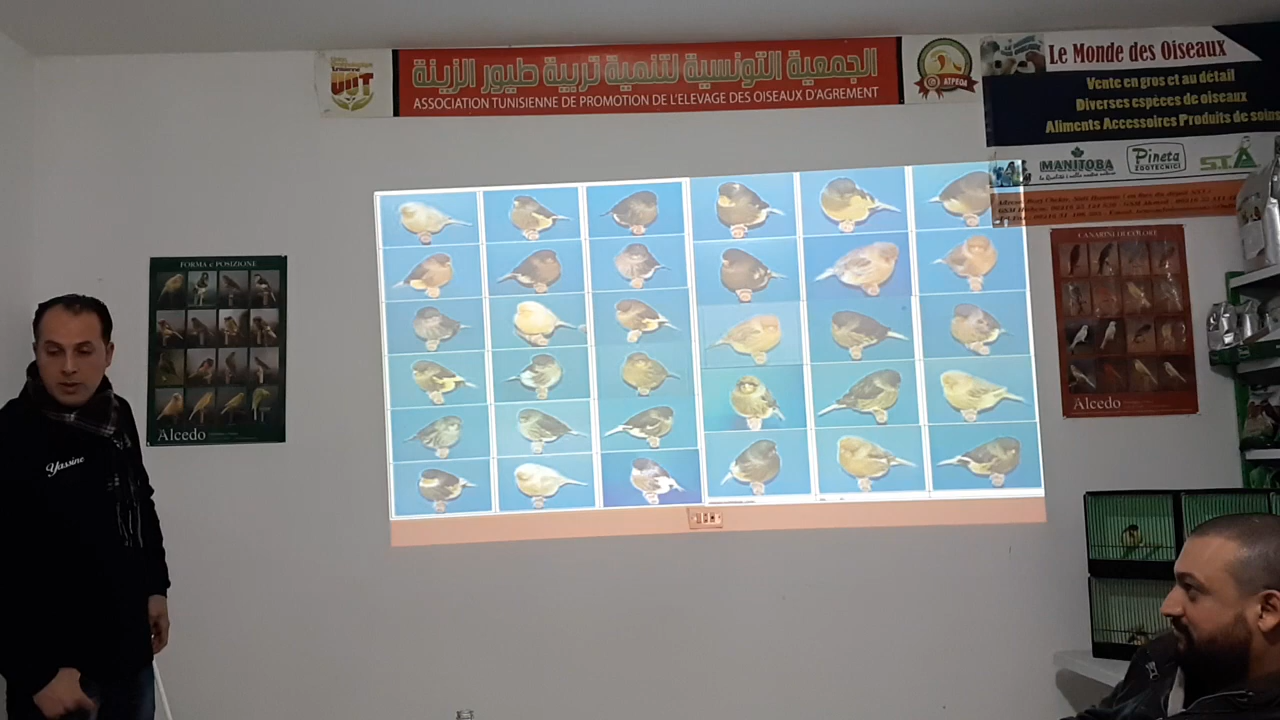 الجمعية التونسية لتنمية تربية طيور الزينة
ASSOCIATION TUNISIENNE DE PROMOTION DE L'ELEVAGE DES OISEAUX D'AGREMENT
ATPEOA
Le Monde des Oiseaux
Vente en gros et au détail
Diverses espèces de oiseaux
Aliments Accessoires Produits de soins
MANITOBA
Pineta
ZOOTECNICI
S.T.A
FORMA e POSIZIONE
Alcedo
CANARINI DI COLORE
Alcedo
Yassine